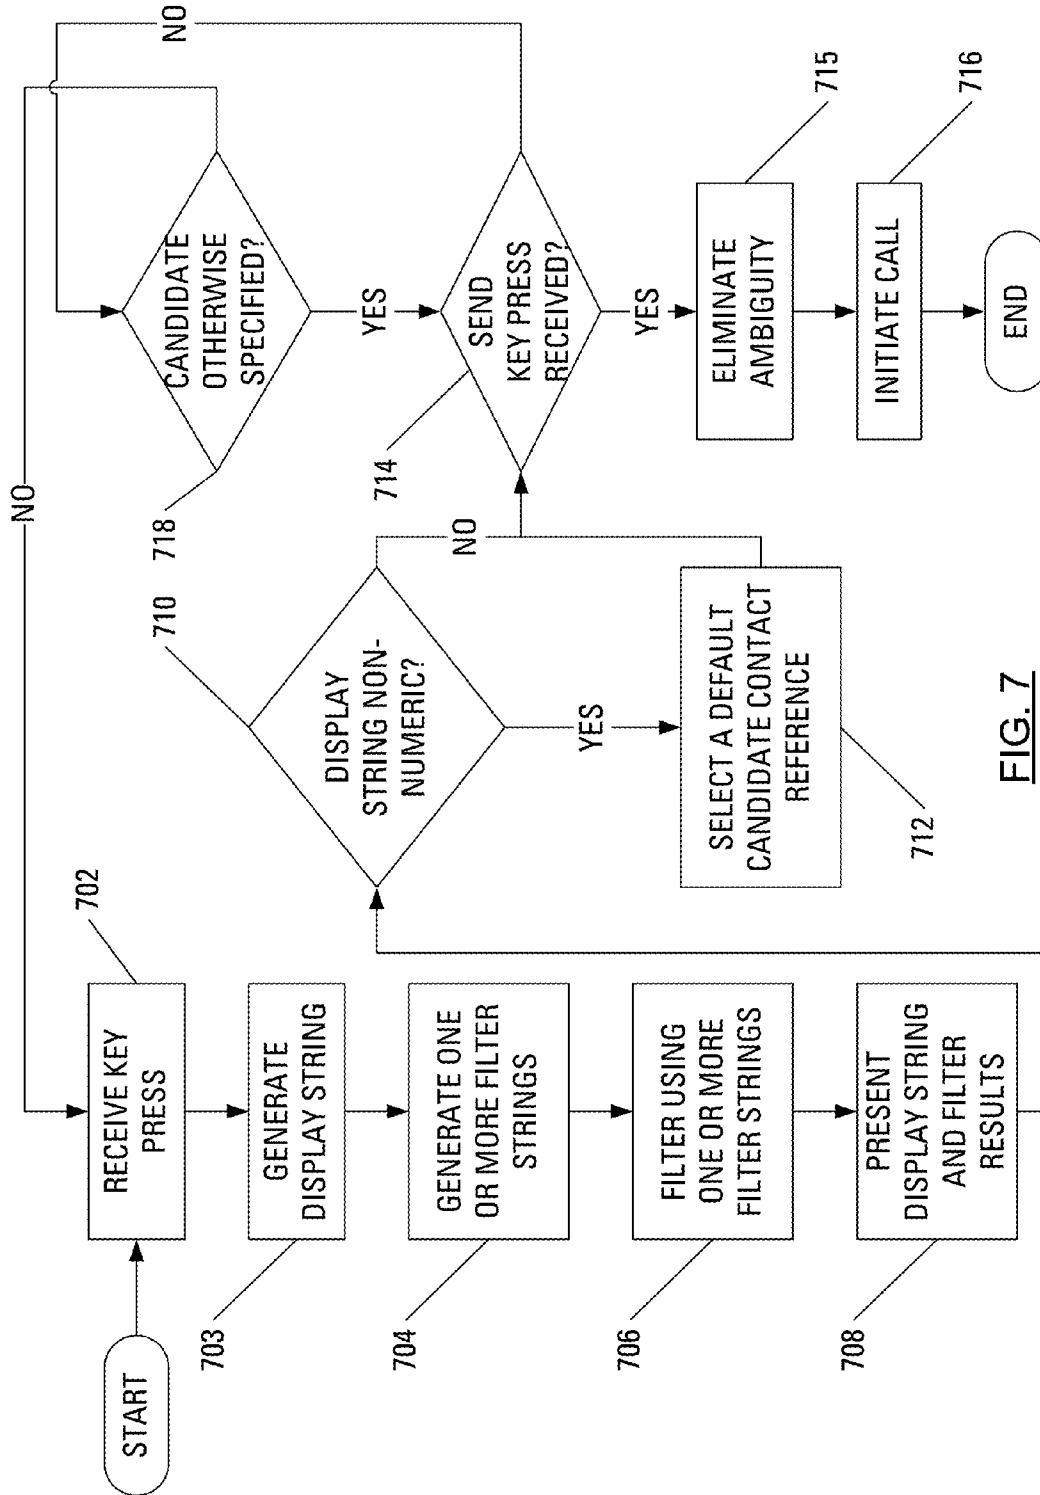 START
RECEIVE KEY
PRESS
702
GENERATE
DISPLAY STRING
703
GENERATE ONE
OR MORE FILTER
STRINGS
704
FILTER USING
ONE OR MORE
FILTER STRINGS
706
PRESENT
DISPLAY STRING
AND FILTER
RESULTS
708
DISPLAY
STRING NON-
NUMERIC?
710
NO
YES
SELECT A DEFAULT
CANDIDATE CONTACT
REFERENCE
712
NO
CANDIDATE
OTHERWISE
SPECIFIED?
718
YES
SEND
KEY PRESS
RECEIVED?
714
NO
YES
ELIMINATE
AMBIGUITY
715
INITIATE CALL
716
END
FIG. 7